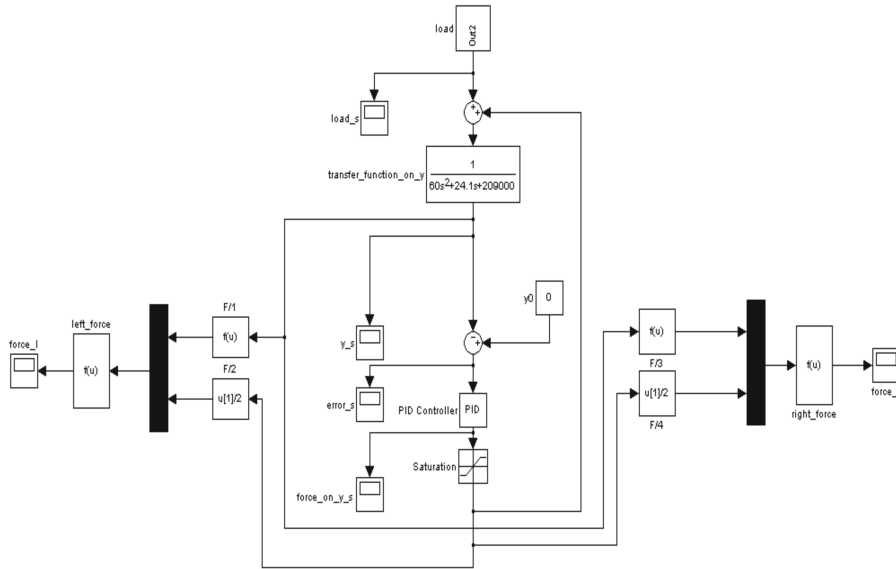 load
Out2
load_s
+
+
transfer_function_on_y
1
60s²+24.1s+209000
y0
0
F/1
f(u)
left_force
f(u)
force_l
F/2
u[1]/2
y_s
−
+
error_s
PID Controller
PID
Saturation
force_on_y_s
f(u)
F/3
u[1]/2
F/4
f(u)
right_force
force_